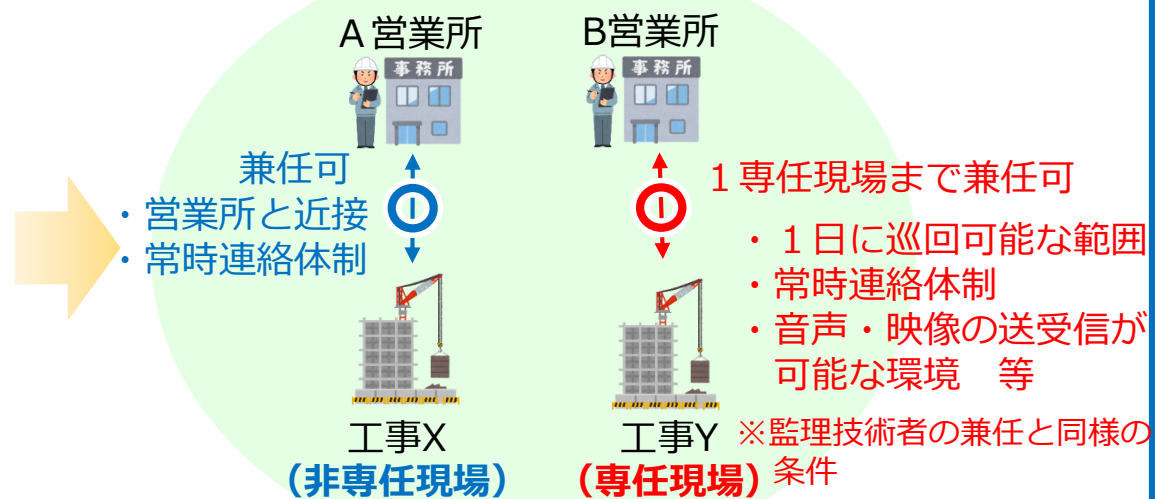 A営業所
B営業所
事務所
事務所
兼任可
・営業所と近接
・常時連絡体制
１専任現場まで兼任可
・１日に巡回可能な範囲
・常時連絡体制
・音声・映像の送受信が
可能な環境　等
工事X
（非専任現場）
工事Y
（専任現場）
※監理技術者の兼任と同様の
条件